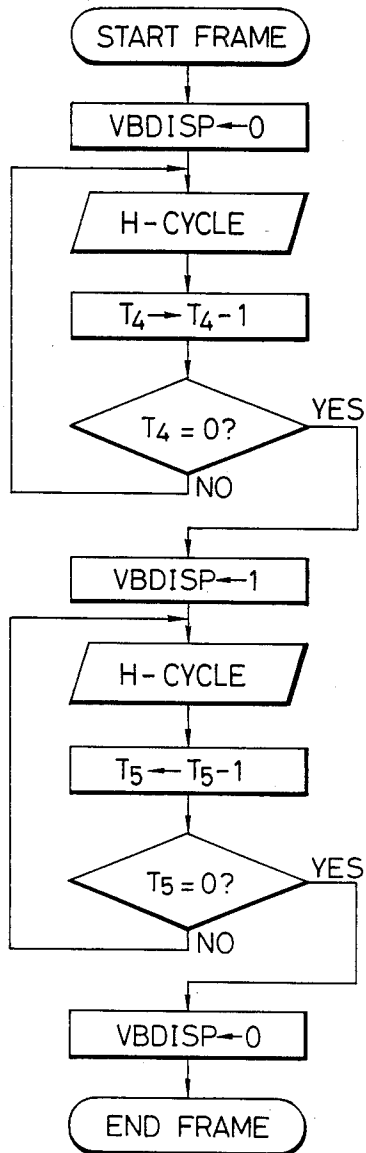 START FRAME
VBDISP←0
H-CYCLE
T₄→T₄-1
T₄=0?
YES
NO
VBDISP←1
H-CYCLE
T₅←T₅-1
T₅=0?
YES
NO
VBDISP←0
END FRAME